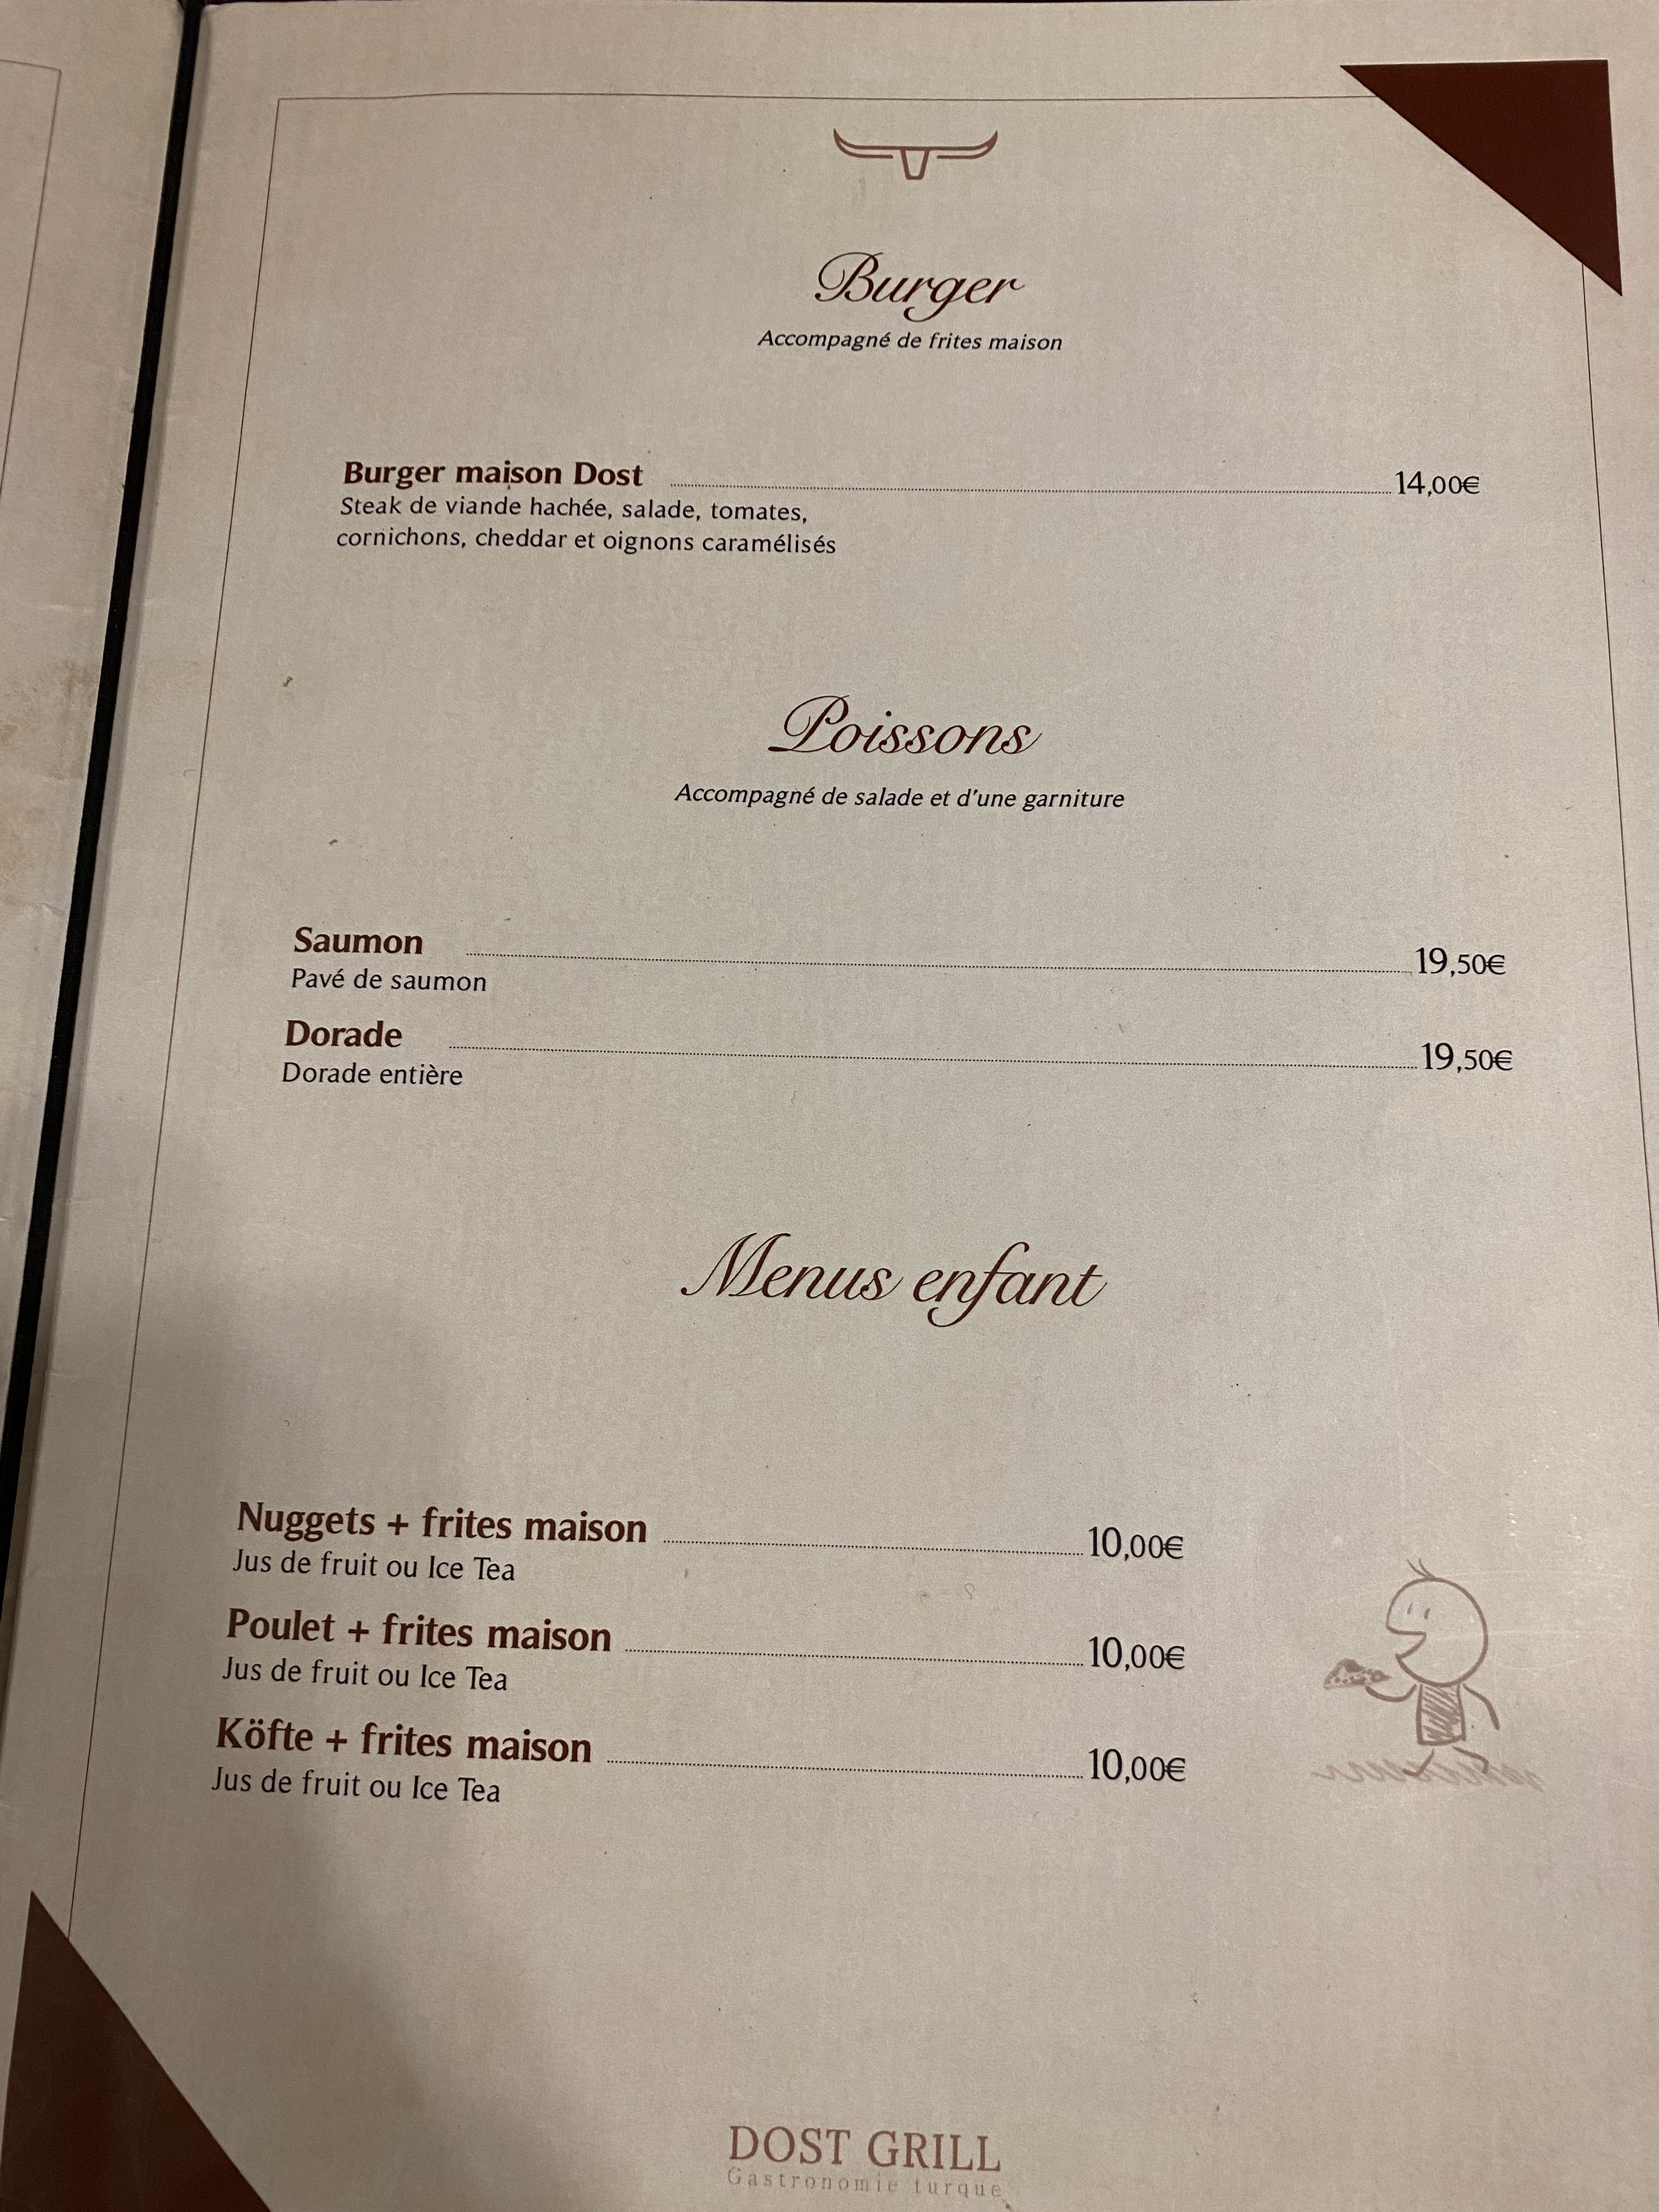 Burger
Accompagné de frites maison
Burger maison Dost 14,00€
Steak de viande hachée, salade, tomates,
cornichons, cheddar et oignons caramélisés
Poissons
Accompagné de salade et d'une garniture
Saumon 19,50€
Pavé de saumon
Dorade 19,50€
Dorade entière
Menus enfant
Nuggets + frites maison 10,00€
Jus de fruit ou Ice Tea
Poulet + frites maison 10,00€
Jus de fruit ou Ice Tea
Köfte + frites maison 10,00€
Jus de fruit ou Ice Tea
DOST GRILL
Gastronomie turque